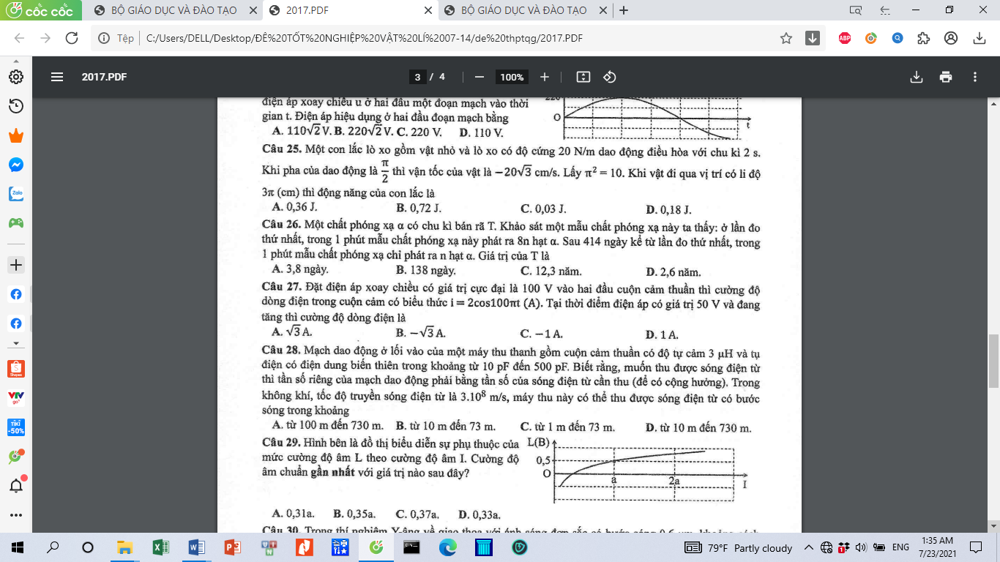 cốc cốc
BỘ GIÁO DỤC VÀ ĐÀO TẠO
2017.PDF
BỘ GIÁO DỤC VÀ ĐÀO TẠO
Tệp
C:/Users/DELL/Desktop/ĐỀ%20TỐT%20NGHIỆP%20VẬT%20LÍ%2007-14/de%20thptqg/2017.PDF
ABP
2017.PDF
3 / 4
100%
điện áp xoay chiều u ở hai đầu một đoạn mạch vào thời
gian t. Điện áp hiệu dụng ở hai đầu đoạn mạch bằng
A. 110√2 V. B. 220√2 V. C. 220 V. D. 110 V.
220
O
t
Câu 25. Một con lắc lò xo gồm vật nhỏ và lò xo có độ cứng 20 N/m dao động điều hòa với chu kì 2 s.
Khi pha của dao động là π/2 thì vận tốc của vật là −20√3 cm/s. Lấy π² = 10. Khi vật đi qua vị trí có li độ
3π (cm) thì động năng của con lắc là
A. 0,36 J. B. 0,72 J. C. 0,03 J. D. 0,18 J.
Câu 26. Một chất phóng xạ α có chu kì bán rã T. Khảo sát một mẫu chất phóng xạ này ta thấy: ở lần đo
thứ nhất, trong 1 phút mẫu chất phóng xạ này phát ra 8n hạt α. Sau 414 ngày kể từ lần đo thứ nhất, trong
1 phút mẫu chất phóng xạ chỉ phát ra n hạt α. Giá trị của T là
A. 3,8 ngày. B. 138 ngày. C. 12,3 năm. D. 2,6 năm.
Câu 27. Đặt điện áp xoay chiều có giá trị cực đại là 100 V vào hai đầu cuộn cảm thuần thì cường độ
dòng điện trong cuộn cảm có biểu thức i = 2cos100πt (A). Tại thời điểm điện áp có giá trị 50 V và đang
tăng thì cường độ dòng điện là
A. √3 A. B. −√3 A. C. −1 A. D. 1 A.
Câu 28. Mạch dao động ở lối vào của một máy thu thanh gồm cuộn cảm thuần có độ tự cảm 3 μH và tụ
điện có điện dung biến thiên trong khoảng từ 10 pF đến 500 pF. Biết rằng, muốn thu được sóng điện từ
thì tần số riêng của mạch dao động phải bằng tần số của sóng điện từ cần thu (để có cộng hưởng). Trong
không khí, tốc độ truyền sóng điện từ là 3.10⁸ m/s, máy thu này có thể thu được sóng điện từ có bước
sóng trong khoảng
A. từ 100 m đến 730 m. B. từ 10 m đến 73 m. C. từ 1 m đến 73 m. D. từ 10 m đến 730 m.
Câu 29. Hình bên là đồ thị biểu diễn sự phụ thuộc của
mức cường độ âm L theo cường độ âm I. Cường độ
âm chuẩn gần nhất với giá trị nào sau đây?
L(B)
0,5
O
a
2a
I
A. 0,31a. B. 0,35a. C. 0,37a. D. 0,33a.
Câu 30. Trong thí nghiệm Y-âng về giao thoa với ánh sáng đơn sắc có bước sóng 0,6 μm, khoảng cách
Zalo
Shopee
VTV
go
TIKI
-50%
79°F Partly cloudy
ENG
1:35 AM
7/23/2021